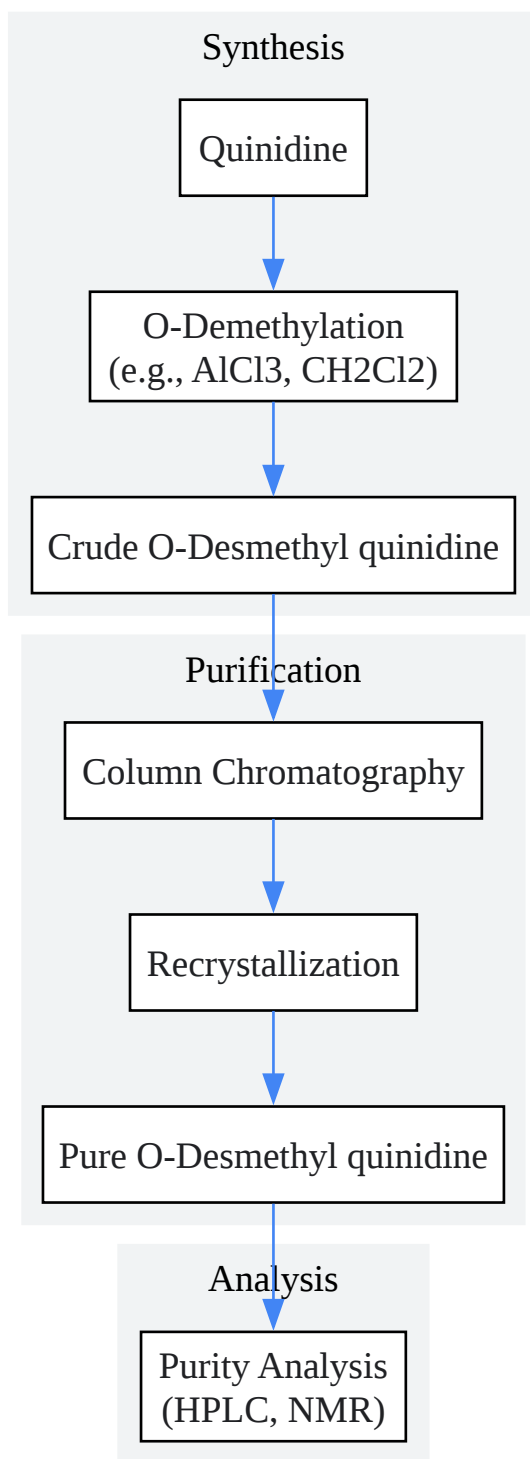 Synthesis
Quinidine
O-Demethylation
(e.g., AlCl3, CH2Cl2)
Crude O-Desmethyl quinidine
Purification
Column Chromatography
Recrystallization
Pure O-Desmethyl quinidine
Analysis
Purity Analysis
(HPLC, NMR)